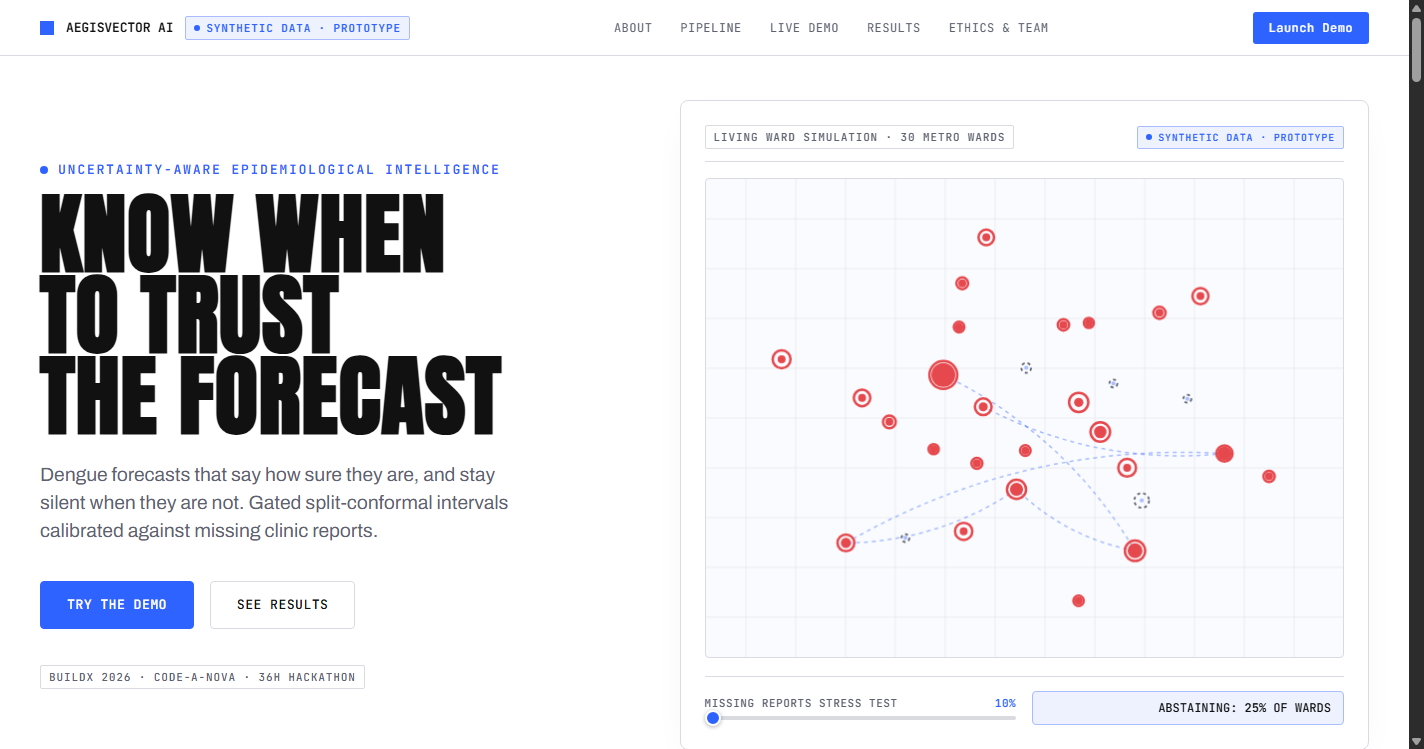 AEGISVECTOR AI
SYNTHETIC DATA · PROTOTYPE
ABOUT
PIPELINE
LIVE DEMO
RESULTS
ETHICS & TEAM
Launch Demo
UNCERTAINTY-AWARE EPIDEMIOLOGICAL INTELLIGENCE
KNOW WHEN
TO TRUST
THE FORECAST
Dengue forecasts that say how sure they are, and stay
silent when they are not. Gated split-conformal intervals
calibrated against missing clinic reports.
TRY THE DEMO
SEE RESULTS
BUILDX 2026 · CODE-A-NOVA · 36H HACKATHON
LIVING WARD SIMULATION · 30 METRO WARDS
SYNTHETIC DATA · PROTOTYPE
MISSING REPORTS STRESS TEST
10%
ABSTAINING: 25% OF WARDS